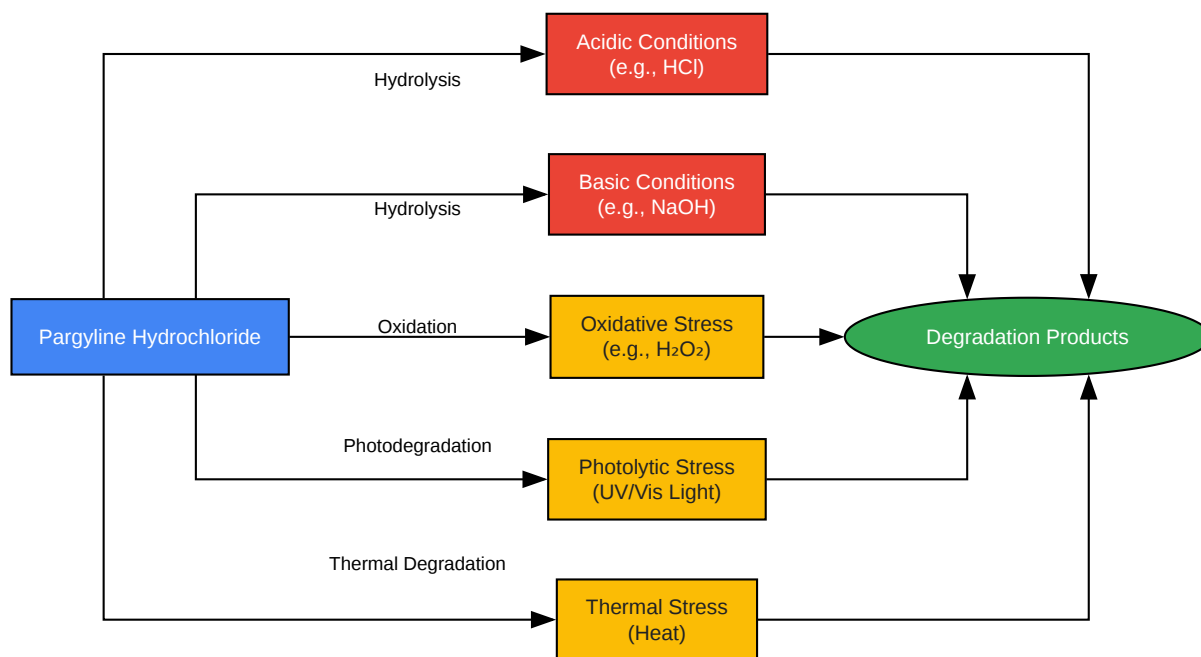 Acidic Conditions
(e.g., HCl)
Hydrolysis
Basic Conditions
(e.g., NaOH)
Hydrolysis
Pargyline Hydrochloride
Oxidation
Oxidative Stress
(e.g., H₂O₂)
Degradation Products
Photodegradation
Photolytic Stress
(UV/Vis Light)
Thermal Degradation
Thermal Stress
(Heat)